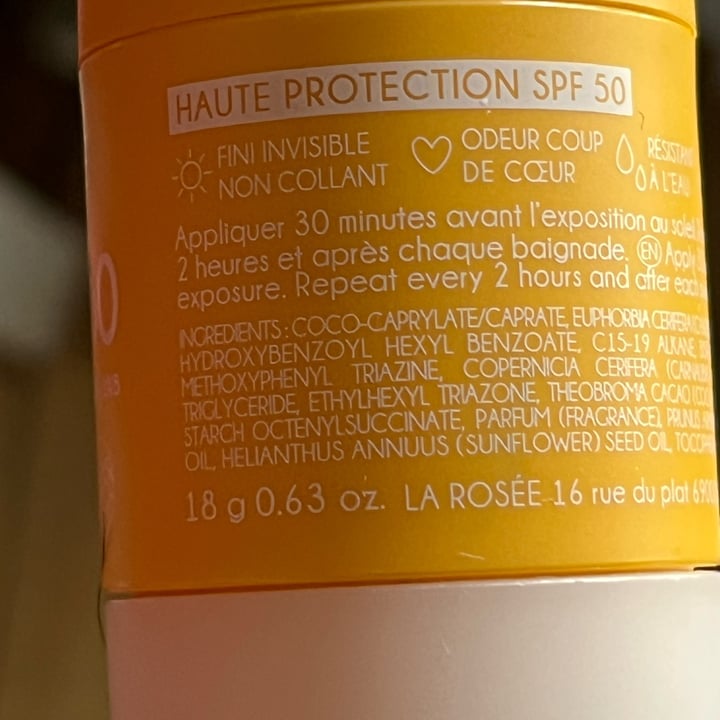 HAUTE PROTECTION SPF 50
FINI INVISIBLE
NON COLLANT
ODEUR COUP
DE CŒUR
RÉSISTANT
À L'EAU
Appliquer 30 minutes avant l'exposition au soleil
2 heures et après chaque baignade. EN Apply
exposure. Repeat every 2 hours and after each
INGREDIENTS : COCO-CAPRYLATE/CAPRATE, EUPHORBIA CERIFERA
HYDROXYBENZOYL HEXYL BENZOATE, C15-19 ALKANE,
METHOXYPHENYL TRIAZINE, COPERNICIA CERIFERA
TRIGLYCERIDE, ETHYLHEXYL TRIAZONE, THEOBROMA CACAO
STARCH OCTENYLSUCCINATE, PARFUM (FRAGRANCE), PRUNUS
OIL, HELIANTHUS ANNUUS (SUNFLOWER) SEED OIL,
18 g 0.63 oz. LA ROSÉE 16 rue du plat